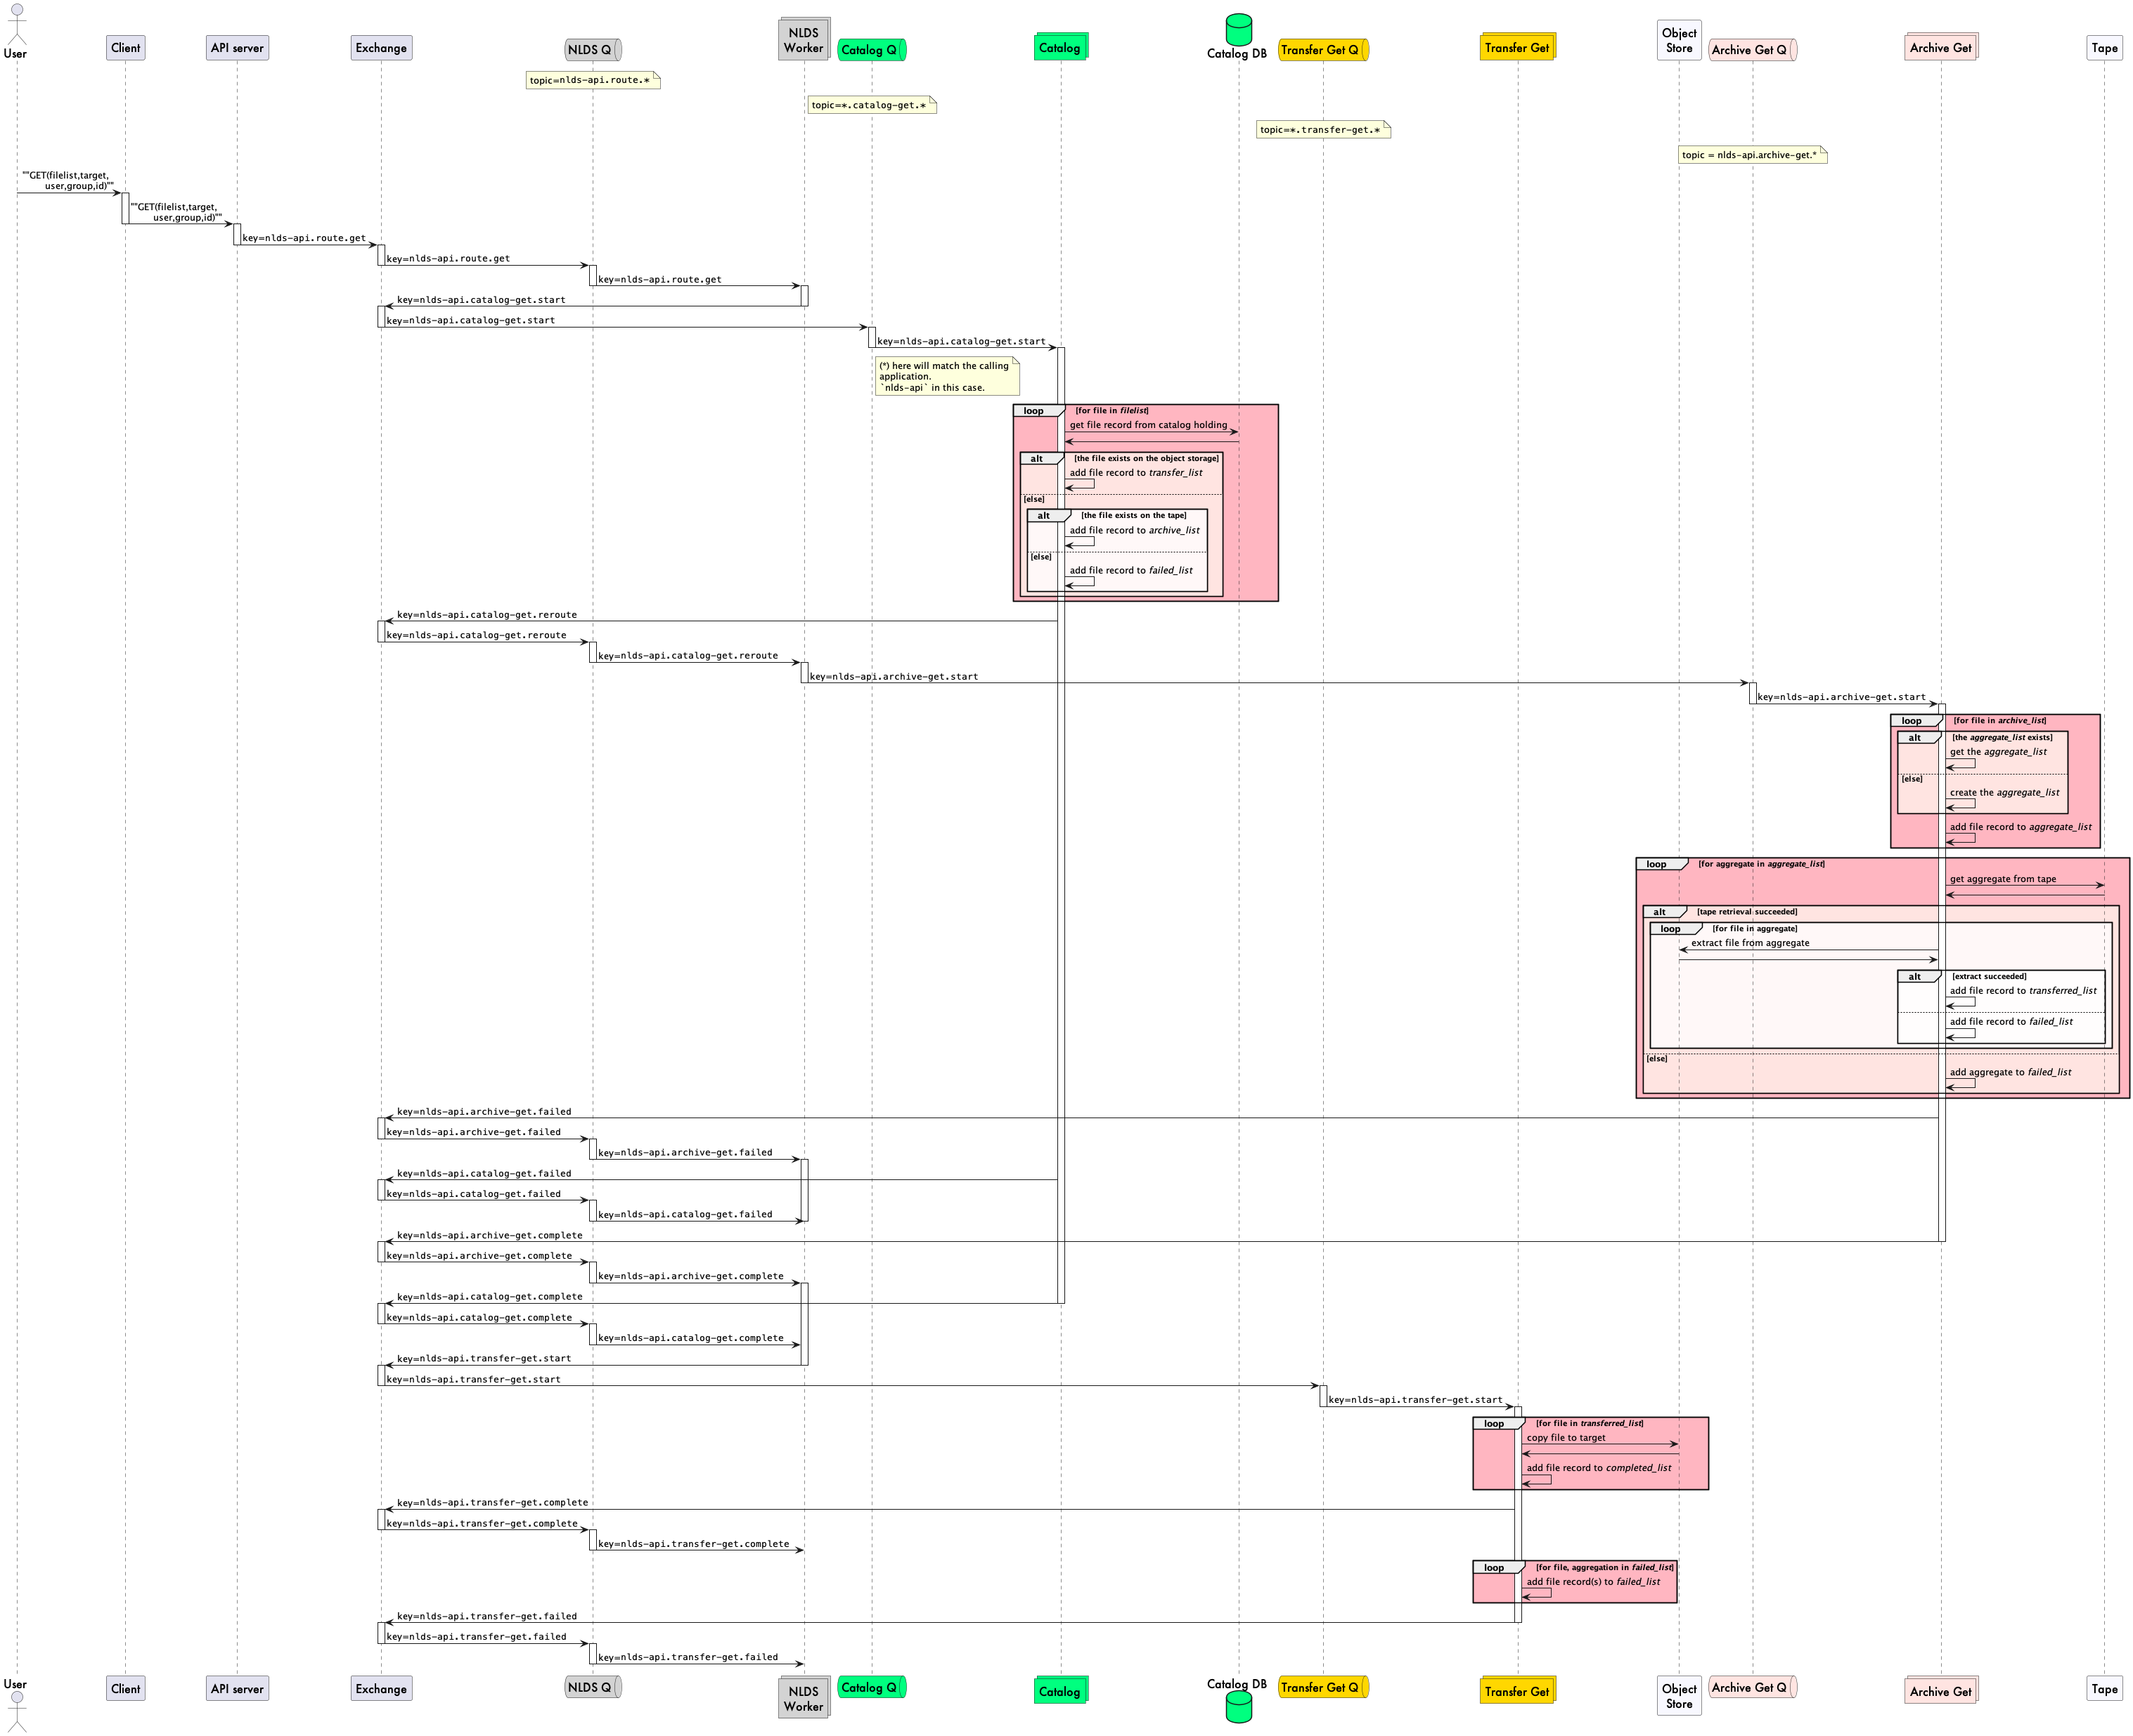 User
Client
API server
Exchange
NLDS Q
NLDS
Worker
Catalog Q
Catalog
Catalog DB
Transfer Get Q
Transfer Get
Object
Store
Archive Get Q
Archive Get
Tape
topic=nlds-api.route.*
topic=*.catalog-get.*
topic=*.transfer-get.*
topic = nlds-api.archive-get.*
""GET(filelist,target,
user,group,id)""
""GET(filelist,target,
user,group,id)""
key=nlds-api.route.get
key=nlds-api.route.get
key=nlds-api.route.get
key=nlds-api.catalog-get.start
key=nlds-api.catalog-get.start
key=nlds-api.catalog-get.start
(*) here will match the calling
application.
`nlds-api` in this case.
loop [for file in filelist]
get file record from catalog holding
alt [the file exists on the object storage]
add file record to transfer_list
[else]
alt [the file exists on the tape]
add file record to archive_list
[else]
add file record to failed_list
key=nlds-api.catalog-get.reroute
key=nlds-api.catalog-get.reroute
key=nlds-api.catalog-get.reroute
key=nlds-api.archive-get.start
key=nlds-api.archive-get.start
loop [for file in archive_list]
alt [the aggregate_list exists]
get the aggregate_list
[else]
create the aggregate_list
add file record to aggregate_list
loop [for aggregate in aggregate_list]
get aggregate from tape
alt [tape retrieval succeeded]
loop [for file in aggregate]
extract file from aggregate
alt [extract succeeded]
add file record to transferred_list
add file record to failed_list
[else]
add aggregate to failed_list
key=nlds-api.archive-get.failed
key=nlds-api.archive-get.failed
key=nlds-api.archive-get.failed
key=nlds-api.catalog-get.failed
key=nlds-api.catalog-get.failed
key=nlds-api.catalog-get.failed
key=nlds-api.archive-get.complete
key=nlds-api.archive-get.complete
key=nlds-api.archive-get.complete
key=nlds-api.catalog-get.complete
key=nlds-api.catalog-get.complete
key=nlds-api.catalog-get.complete
key=nlds-api.transfer-get.start
key=nlds-api.transfer-get.start
key=nlds-api.transfer-get.start
loop [for file in transferred_list]
copy file to target
add file record to completed_list
key=nlds-api.transfer-get.complete
key=nlds-api.transfer-get.complete
key=nlds-api.transfer-get.complete
loop [for file, aggregation in failed_list]
add file record(s) to failed_list
key=nlds-api.transfer-get.failed
key=nlds-api.transfer-get.failed
key=nlds-api.transfer-get.failed
User
Client
API server
Exchange
NLDS Q
NLDS
Worker
Catalog Q
Catalog
Catalog DB
Transfer Get Q
Transfer Get
Object
Store
Archive Get Q
Archive Get
Tape